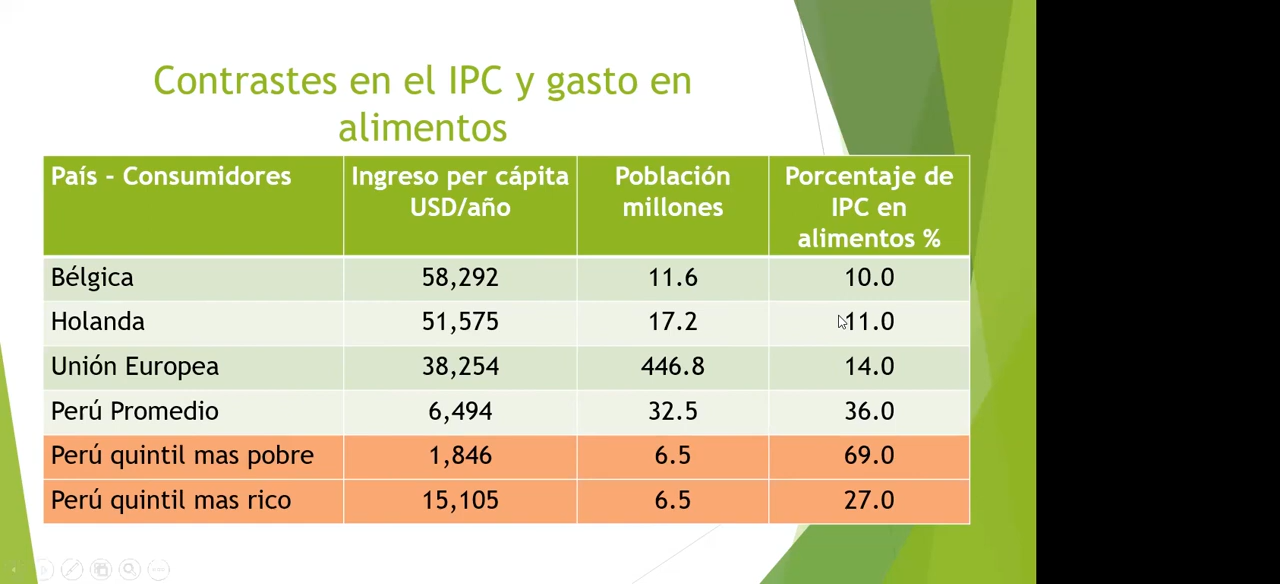 Contrastes en el IPC y gasto en
alimentos
País - Consumidores
Ingreso per cápita
USD/año
Población
millones
Porcentaje de
IPC en
alimentos %
Bélgica 58,292 11.6 10.0
Holanda 51,575 17.2 11.0
Unión Europea 38,254 446.8 14.0
Perú Promedio 6,494 32.5 36.0
Perú quintil mas pobre 1,846 6.5 69.0
Perú quintil mas rico 15,105 6.5 27.0